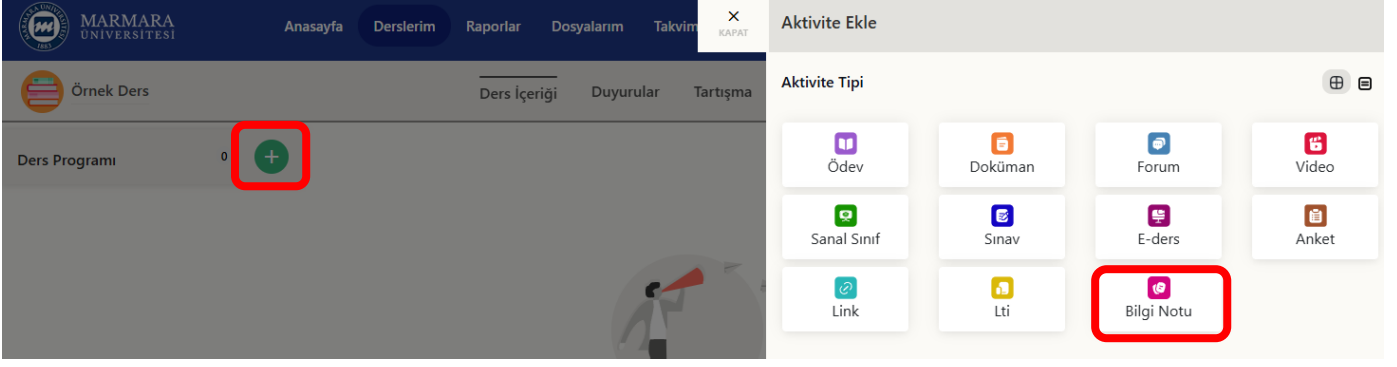 MARMARA
ÜNİVERSİTESİ
1883
Anasayfa
Derslerim
Raporlar
Dosyalarım
Takvim
KAPAT
Örnek Ders
Ders İçeriği
Duyurular
Tartışma
Ders Programı
0
Aktivite Ekle
Aktivite Tipi
Ödev
Doküman
Forum
Video
Sanal Sınıf
Sınav
E-ders
Anket
Link
Lti
Bilgi Notu